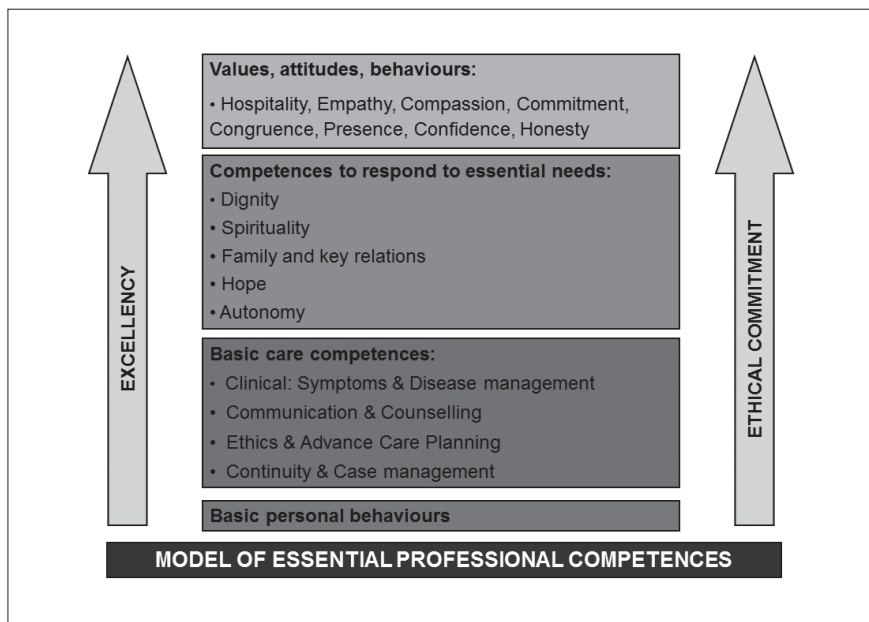 Values, attitudes, behaviours:
• Hospitality, Empathy, Compassion, Commitment,
Congruence, Presence, Confidence, Honesty
Competences to respond to essential needs:
• Dignity
• Spirituality
• Family and key relations
• Hope
• Autonomy
Basic care competences:
• Clinical: Symptoms & Disease management
• Communication & Counselling
• Ethics & Advance Care Planning
• Continuity & Case management
Basic personal behaviours
EXCELLENCY
ETHICAL COMMITMENT
MODEL OF ESSENTIAL PROFESSIONAL COMPETENCES